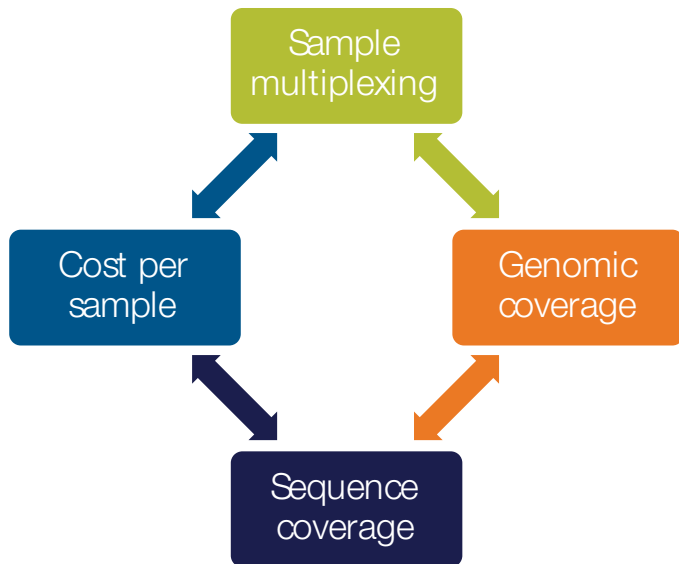 Sample
multiplexing
Cost per
sample
Genomic
coverage
Sequence
coverage